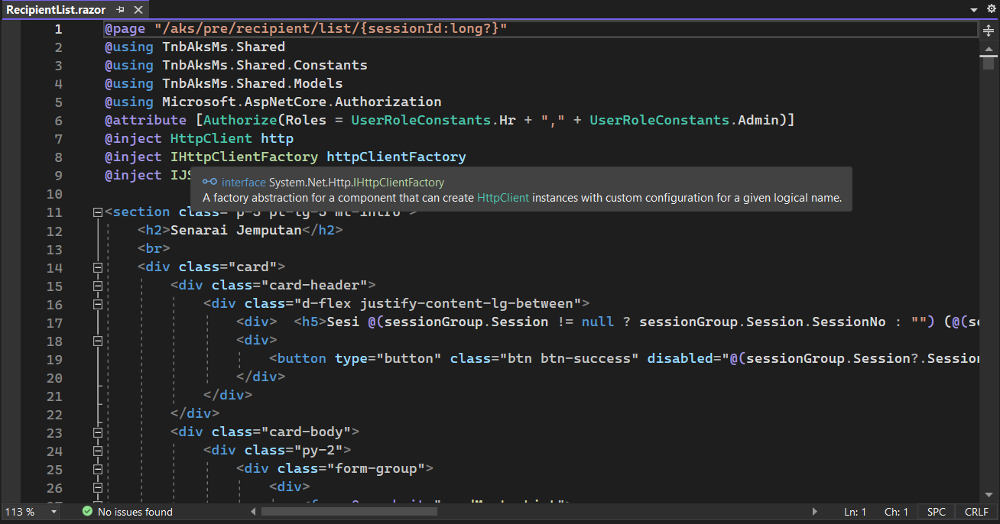 RecipientList.razor
1 @page "/aks/pre/recipient/list/{sessionId:long?}"
2 @using TnbAksMs.Shared
3 @using TnbAksMs.Shared.Constants
4 @using TnbAksMs.Shared.Models
5 @using Microsoft.AspNetCore.Authorization
6 @attribute [Authorize(Roles = UserRoleConstants.Hr + "," + UserRoleConstants.Admin)]
7 @inject HttpClient http
8 @inject IHttpClientFactory httpClientFactory
9 @inject IJS
interface System.Net.Http.IHttpClientFactory
A factory abstraction for a component that can create HttpClient instances with custom configuration for a given logical name.
10
11 <section class="p-3 pt-lg-3 mt-intro">
12 <h2>Senarai Jemputan</h2>
13 <br>
14 <div class="card">
15 <div class="card-header">
16 <div class="d-flex justify-content-lg-between">
17 <div> <h5>Sesi @(sessionGroup.Session != null ? sessionGroup.Session.SessionNo : "") (@(se
18 <div>
19 <button type="button" class="btn btn-success" disabled="@(sessionGroup.Session?.Session
20 </div>
21 </div>
22 </div>
23 <div class="card-body">
24 <div class="py-2">
25 <div class="form-group">
26 <div>
113 % No issues found Ln: 1 Ch: 1 SPC CRLF